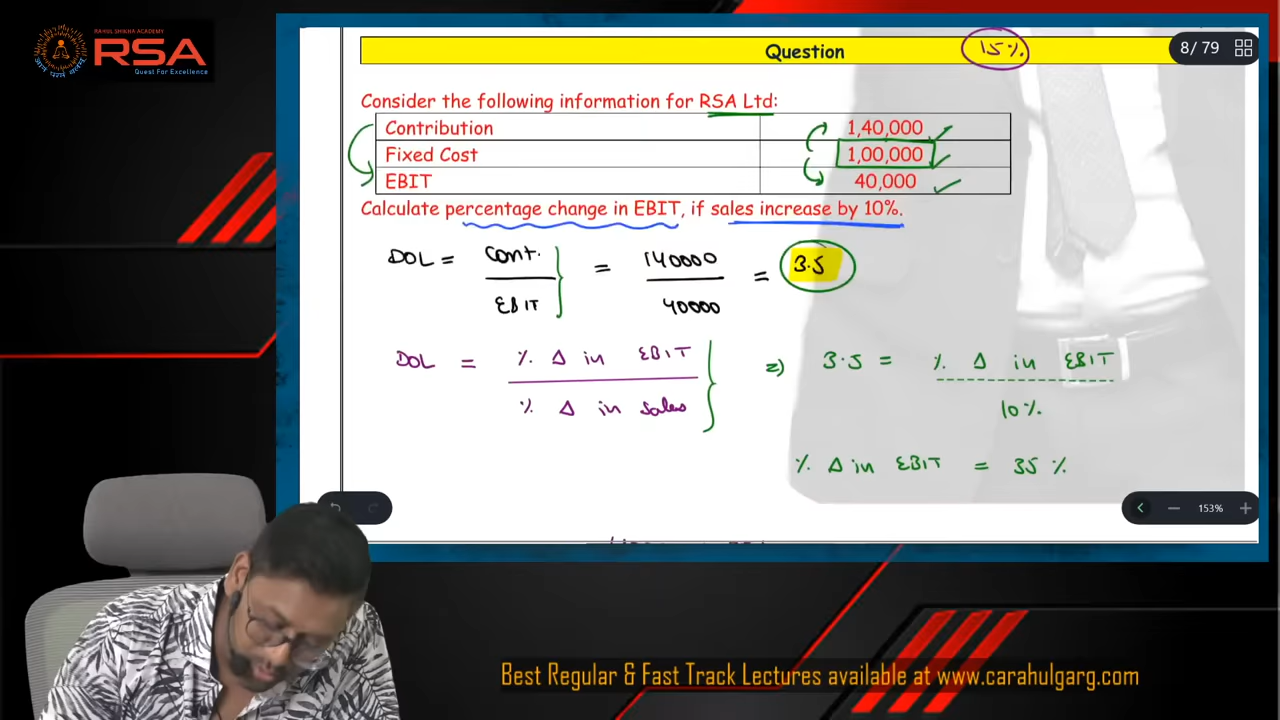 RAHUL SHIKHA ACADEMY
RSA
Quest For Excellence
Question
15%
8 / 79
Consider the following information for RSA Ltd:
Contribution 1,40,000
Fixed Cost 1,00,000
EBIT 40,000
Calculate percentage change in EBIT, if sales increase by 10%.
DOL = Cont. / EBIT = 140000 / 40000 = 3.5
DOL = % Δ in EBIT / % Δ in Sales
⇒ 3.5 = % Δ in EBIT / 10%
% Δ in EBIT = 35 %
153%
Best Regular & Fast Track Lectures available at www.carahulgarg.com